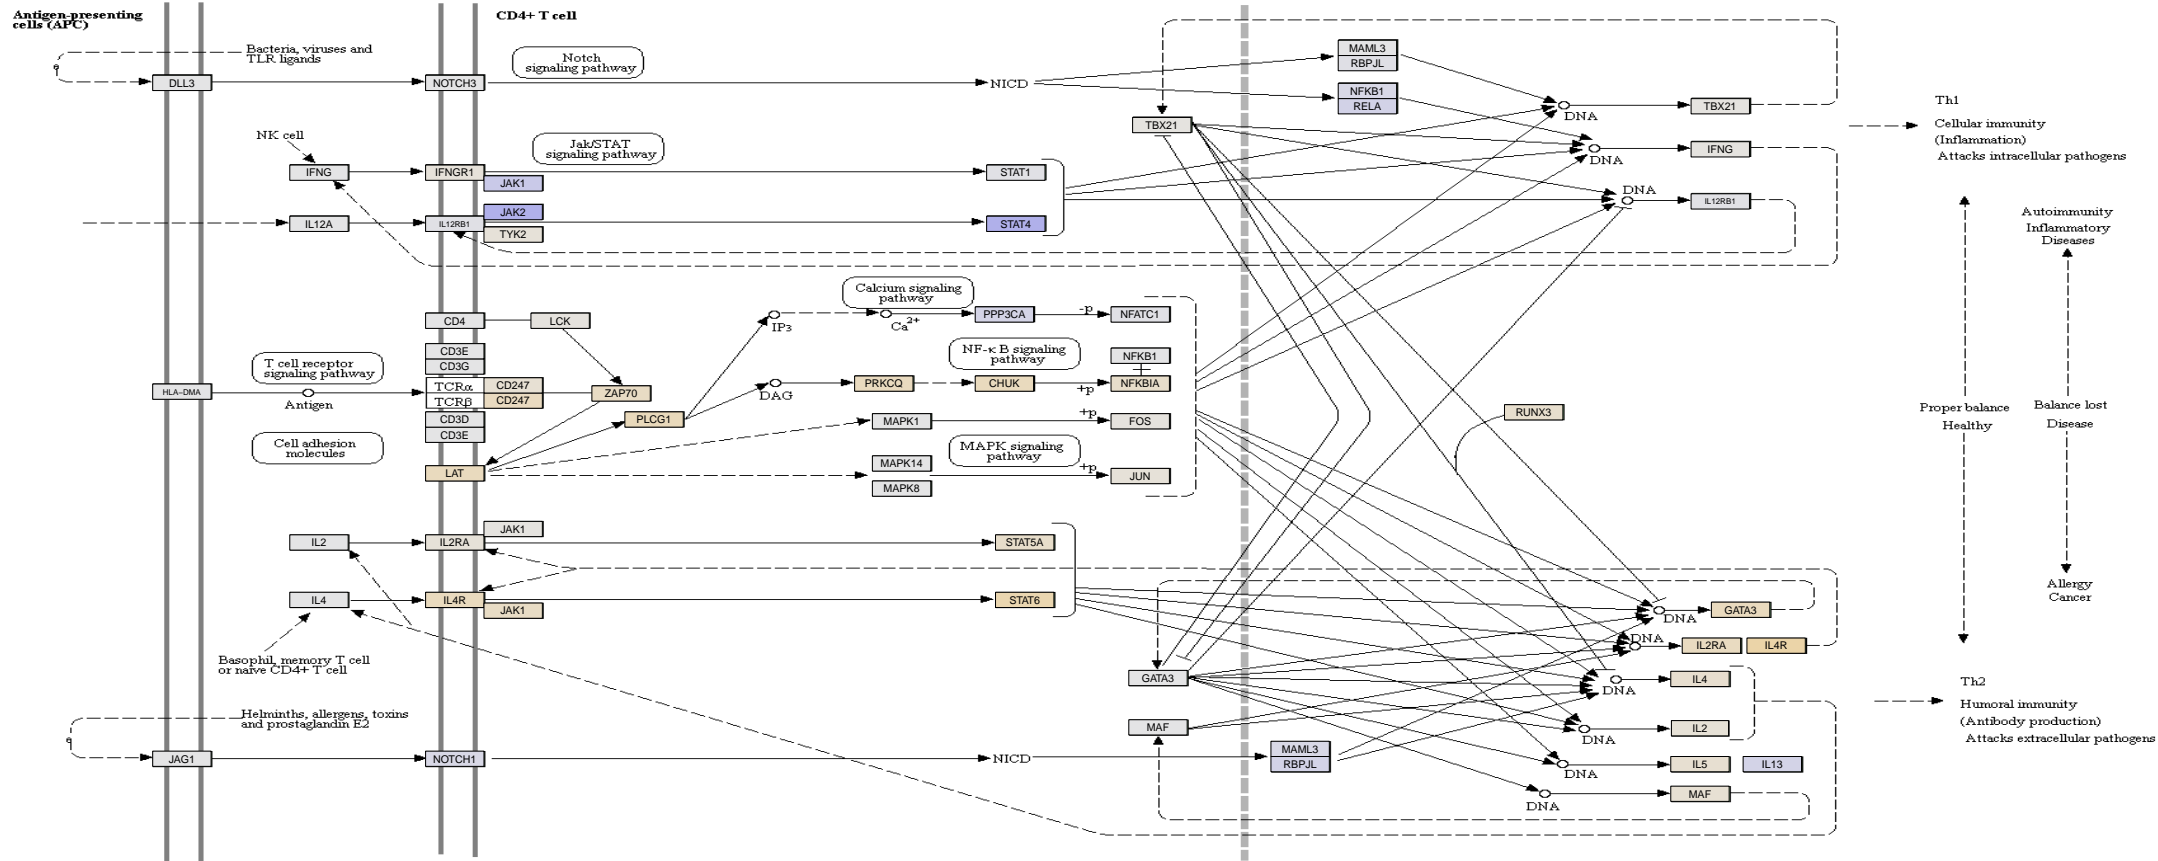 Antigen-presenting
cells (APC)
CD4+ T cell
Bacteria, viruses and
TLR ligands
Notch
signaling pathway
DLL3
NOTCH3
NICD
MAML3
RBPJL
NFKB1
RELA
TBX21
DNA
TBX21
Th1
Cellular immunity
(Inflammation)
Attacks intracellular pathogens
NK cell
Jak/STAT
signaling pathway
IFNG
IFNGR1
JAK1
STAT1
DNA
IFNG
IL12A
IL12RB1
JAK2
TYK2
STAT4
DNA
IL12RB1
Autoimmunity
Inflammatory
Diseases
Calcium signaling
pathway
CD4
LCK
IP3
Ca2+
PPP3CA
-p
NFATC1
CD3E
CD3G
T cell receptor
signaling pathway
NF-κ B signaling
pathway
NFKB1
HLA-DMA
Antigen
TCRα
CD247
TCRβ
CD247
ZAP70
DAG
PRKCQ
CHUK
+p
NFKBIA
PLCG1
CD3D
CD3E
MAPK1
+p
FOS
RUNX3
Proper balance
Healthy
Balance lost
Disease
Cell adhesion
molecules
MAPK signaling
pathway
LAT
MAPK14
MAPK8
+p
JUN
JAK1
IL2
IL2RA
STAT5A
IL4
IL4R
JAK1
STAT6
Allergy
Cancer
DNA
GATA3
DNA
IL2RA
IL4R
Basophil, memory T cell
or naive CD4+ T cell
GATA3
DNA
IL4
Th2
Humoral immunity
(Antibody production)
Attacks extracellular pathogens
Helminths, allergens, toxins
and prostaglandin E2
MAF
DNA
IL2
JAG1
NOTCH1
NICD
MAML3
RBPJL
DNA
IL5
IL13
DNA
MAF